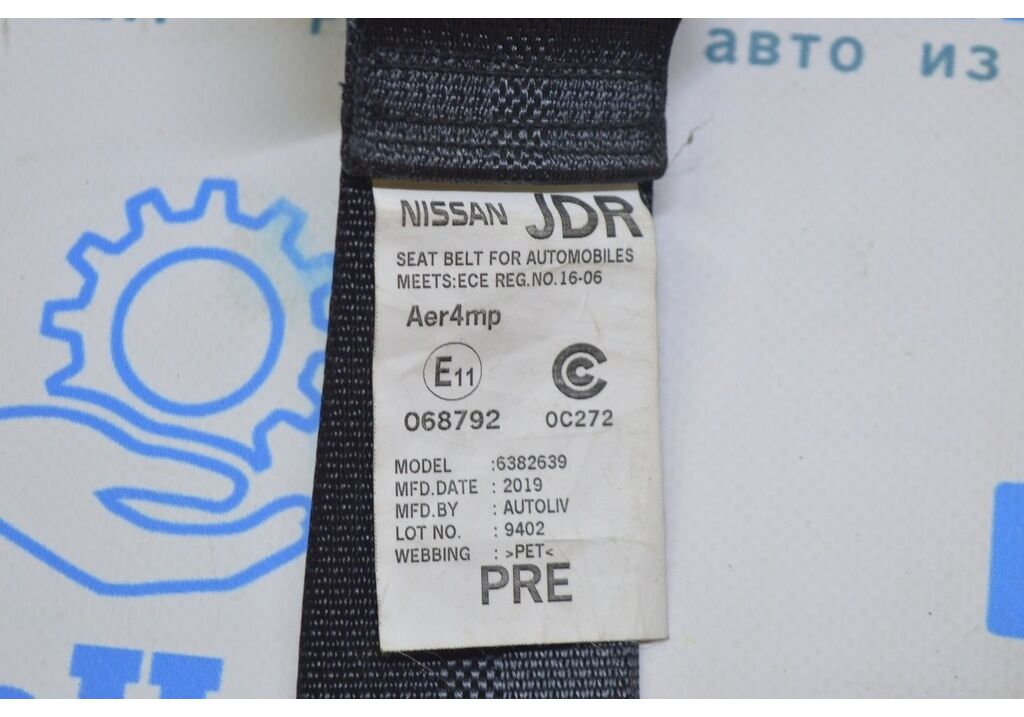 авто из
NISSAN JDR
SEAT BELT FOR AUTOMOBILES
MEETS:ECE REG.NO.16-06
Aer4mp
E11
068792 0C272
MODEL :6382639
MFD.DATE : 2019
MFD.BY : AUTOLIV
LOT NO. : 9402
WEBBING : >PET<
PRE